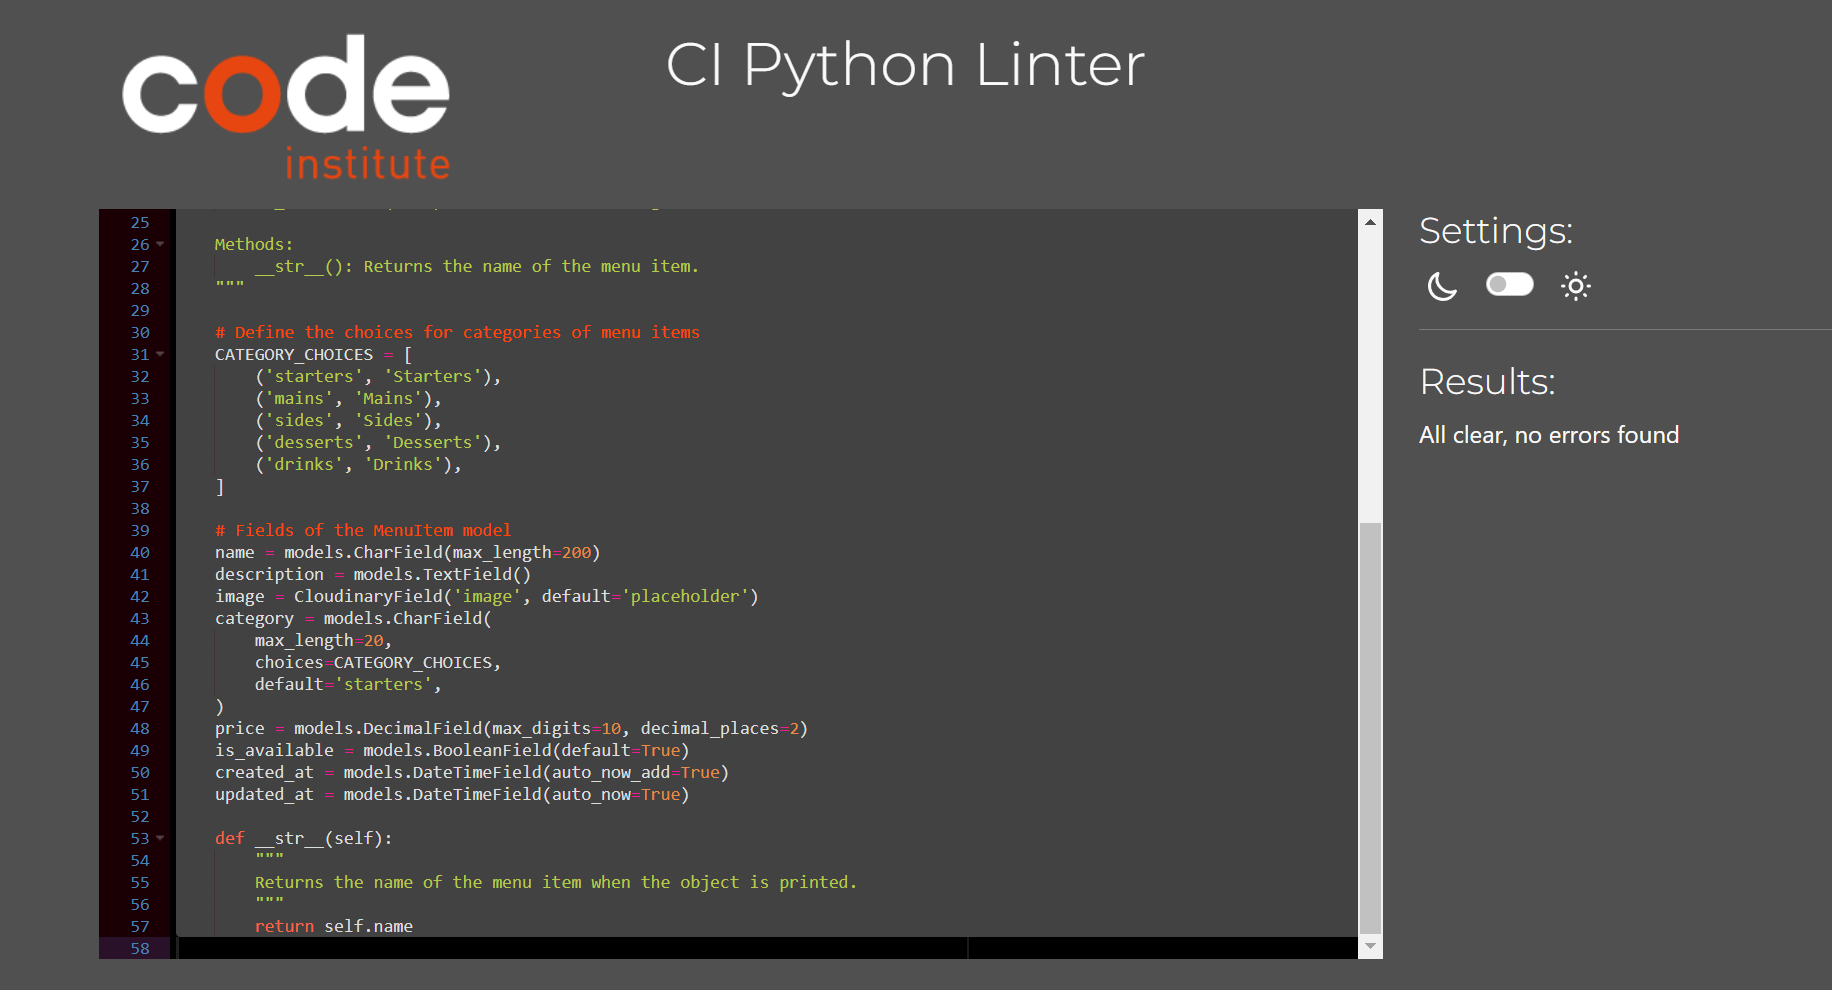 code
institute
CI Python Linter
25
26 Methods:
27 __str__(): Returns the name of the menu item.
28 """
29
30 # Define the choices for categories of menu items
31 CATEGORY_CHOICES = [
32 ('starters', 'Starters'),
33 ('mains', 'Mains'),
34 ('sides', 'Sides'),
35 ('desserts', 'Desserts'),
36 ('drinks', 'Drinks'),
37 ]
38
39 # Fields of the MenuItem model
40 name = models.CharField(max_length=200)
41 description = models.TextField()
42 image = CloudinaryField('image', default='placeholder')
43 category = models.CharField(
44 max_length=20,
45 choices=CATEGORY_CHOICES,
46 default='starters',
47 )
48 price = models.DecimalField(max_digits=10, decimal_places=2)
49 is_available = models.BooleanField(default=True)
50 created_at = models.DateTimeField(auto_now_add=True)
51 updated_at = models.DateTimeField(auto_now=True)
52
53 def __str__(self):
54 """
55 Returns the name of the menu item when the object is printed.
56 """
57 return self.name
58
Settings:
Results:
All clear, no errors found